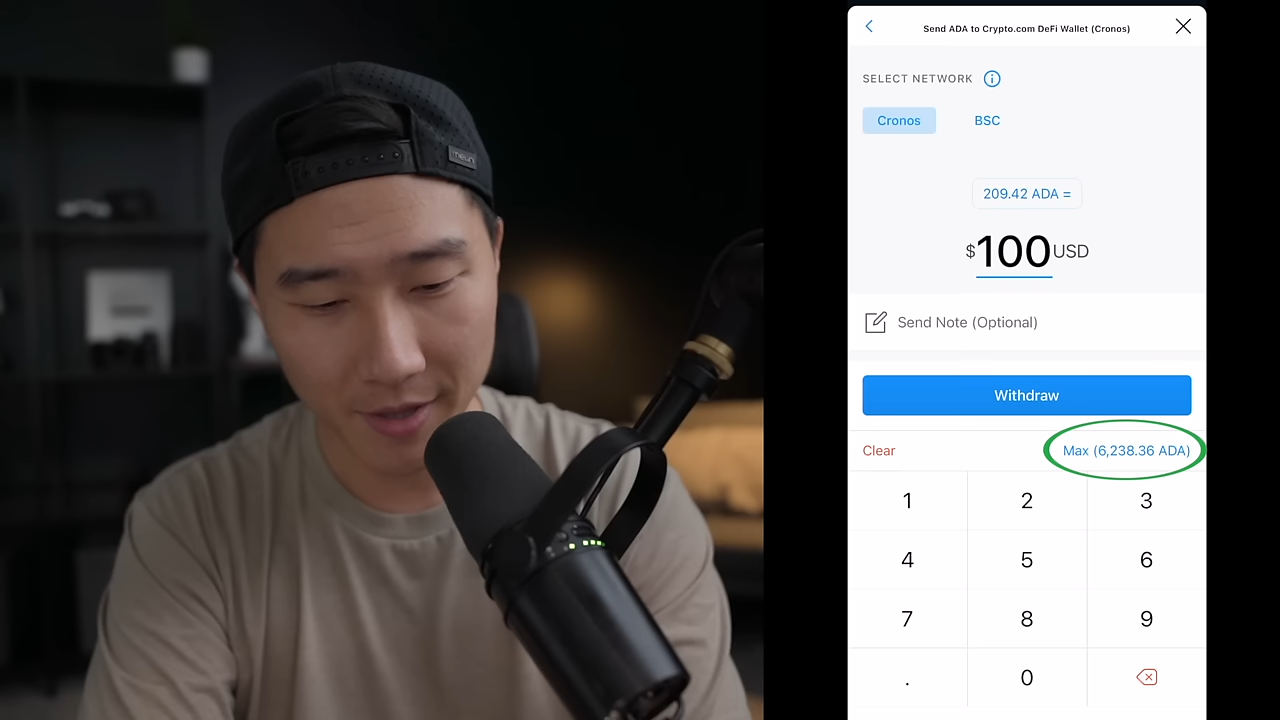 Send ADA to Crypto.com DeFi Wallet (Cronos)
SELECT NETWORK
Cronos BSC
209.42 ADA =
$100USD
Send Note (Optional)
Withdraw
Clear Max (6,238.36 ADA)
1 2 3
4 5 6
7 8 9
. 0
melin